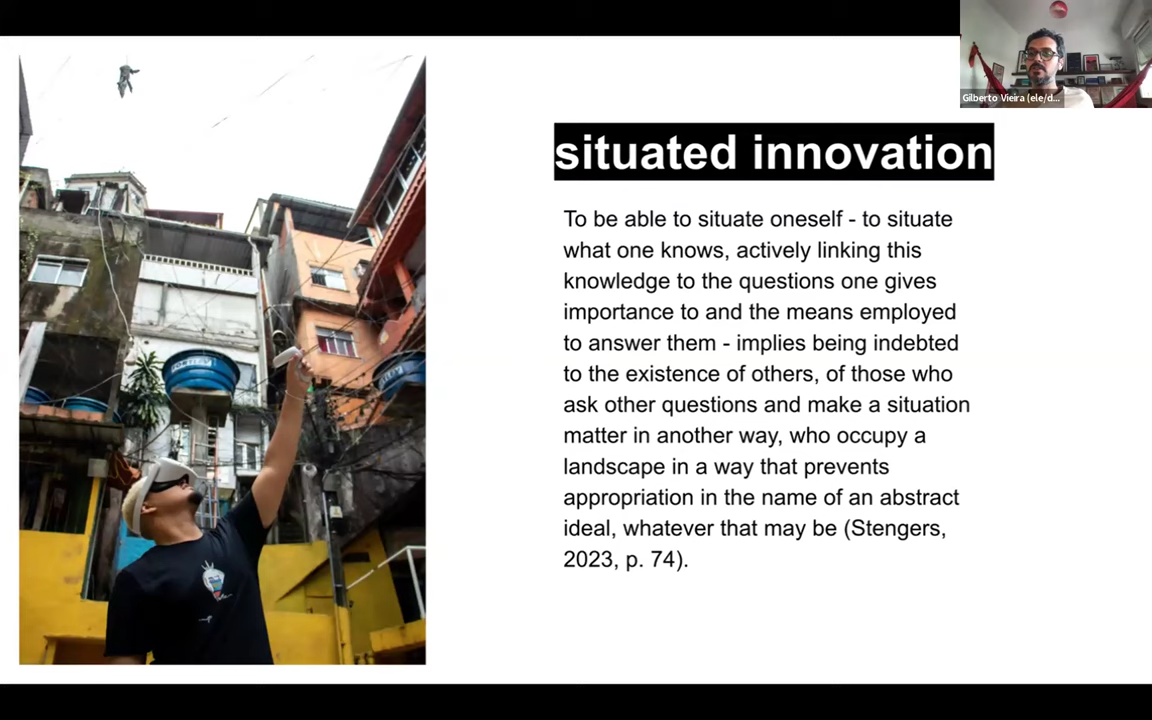 Gilberto Vieira (ele/d...
situated innovation
To be able to situate oneself - to situate
what one knows, actively linking this
knowledge to the questions one gives
importance to and the means employed
to answer them - implies being indebted
to the existence of others, of those who
ask other questions and make a situation
matter in another way, who occupy a
landscape in a way that prevents
appropriation in the name of an abstract
ideal, whatever that may be (Stengers,
2023, p. 74).